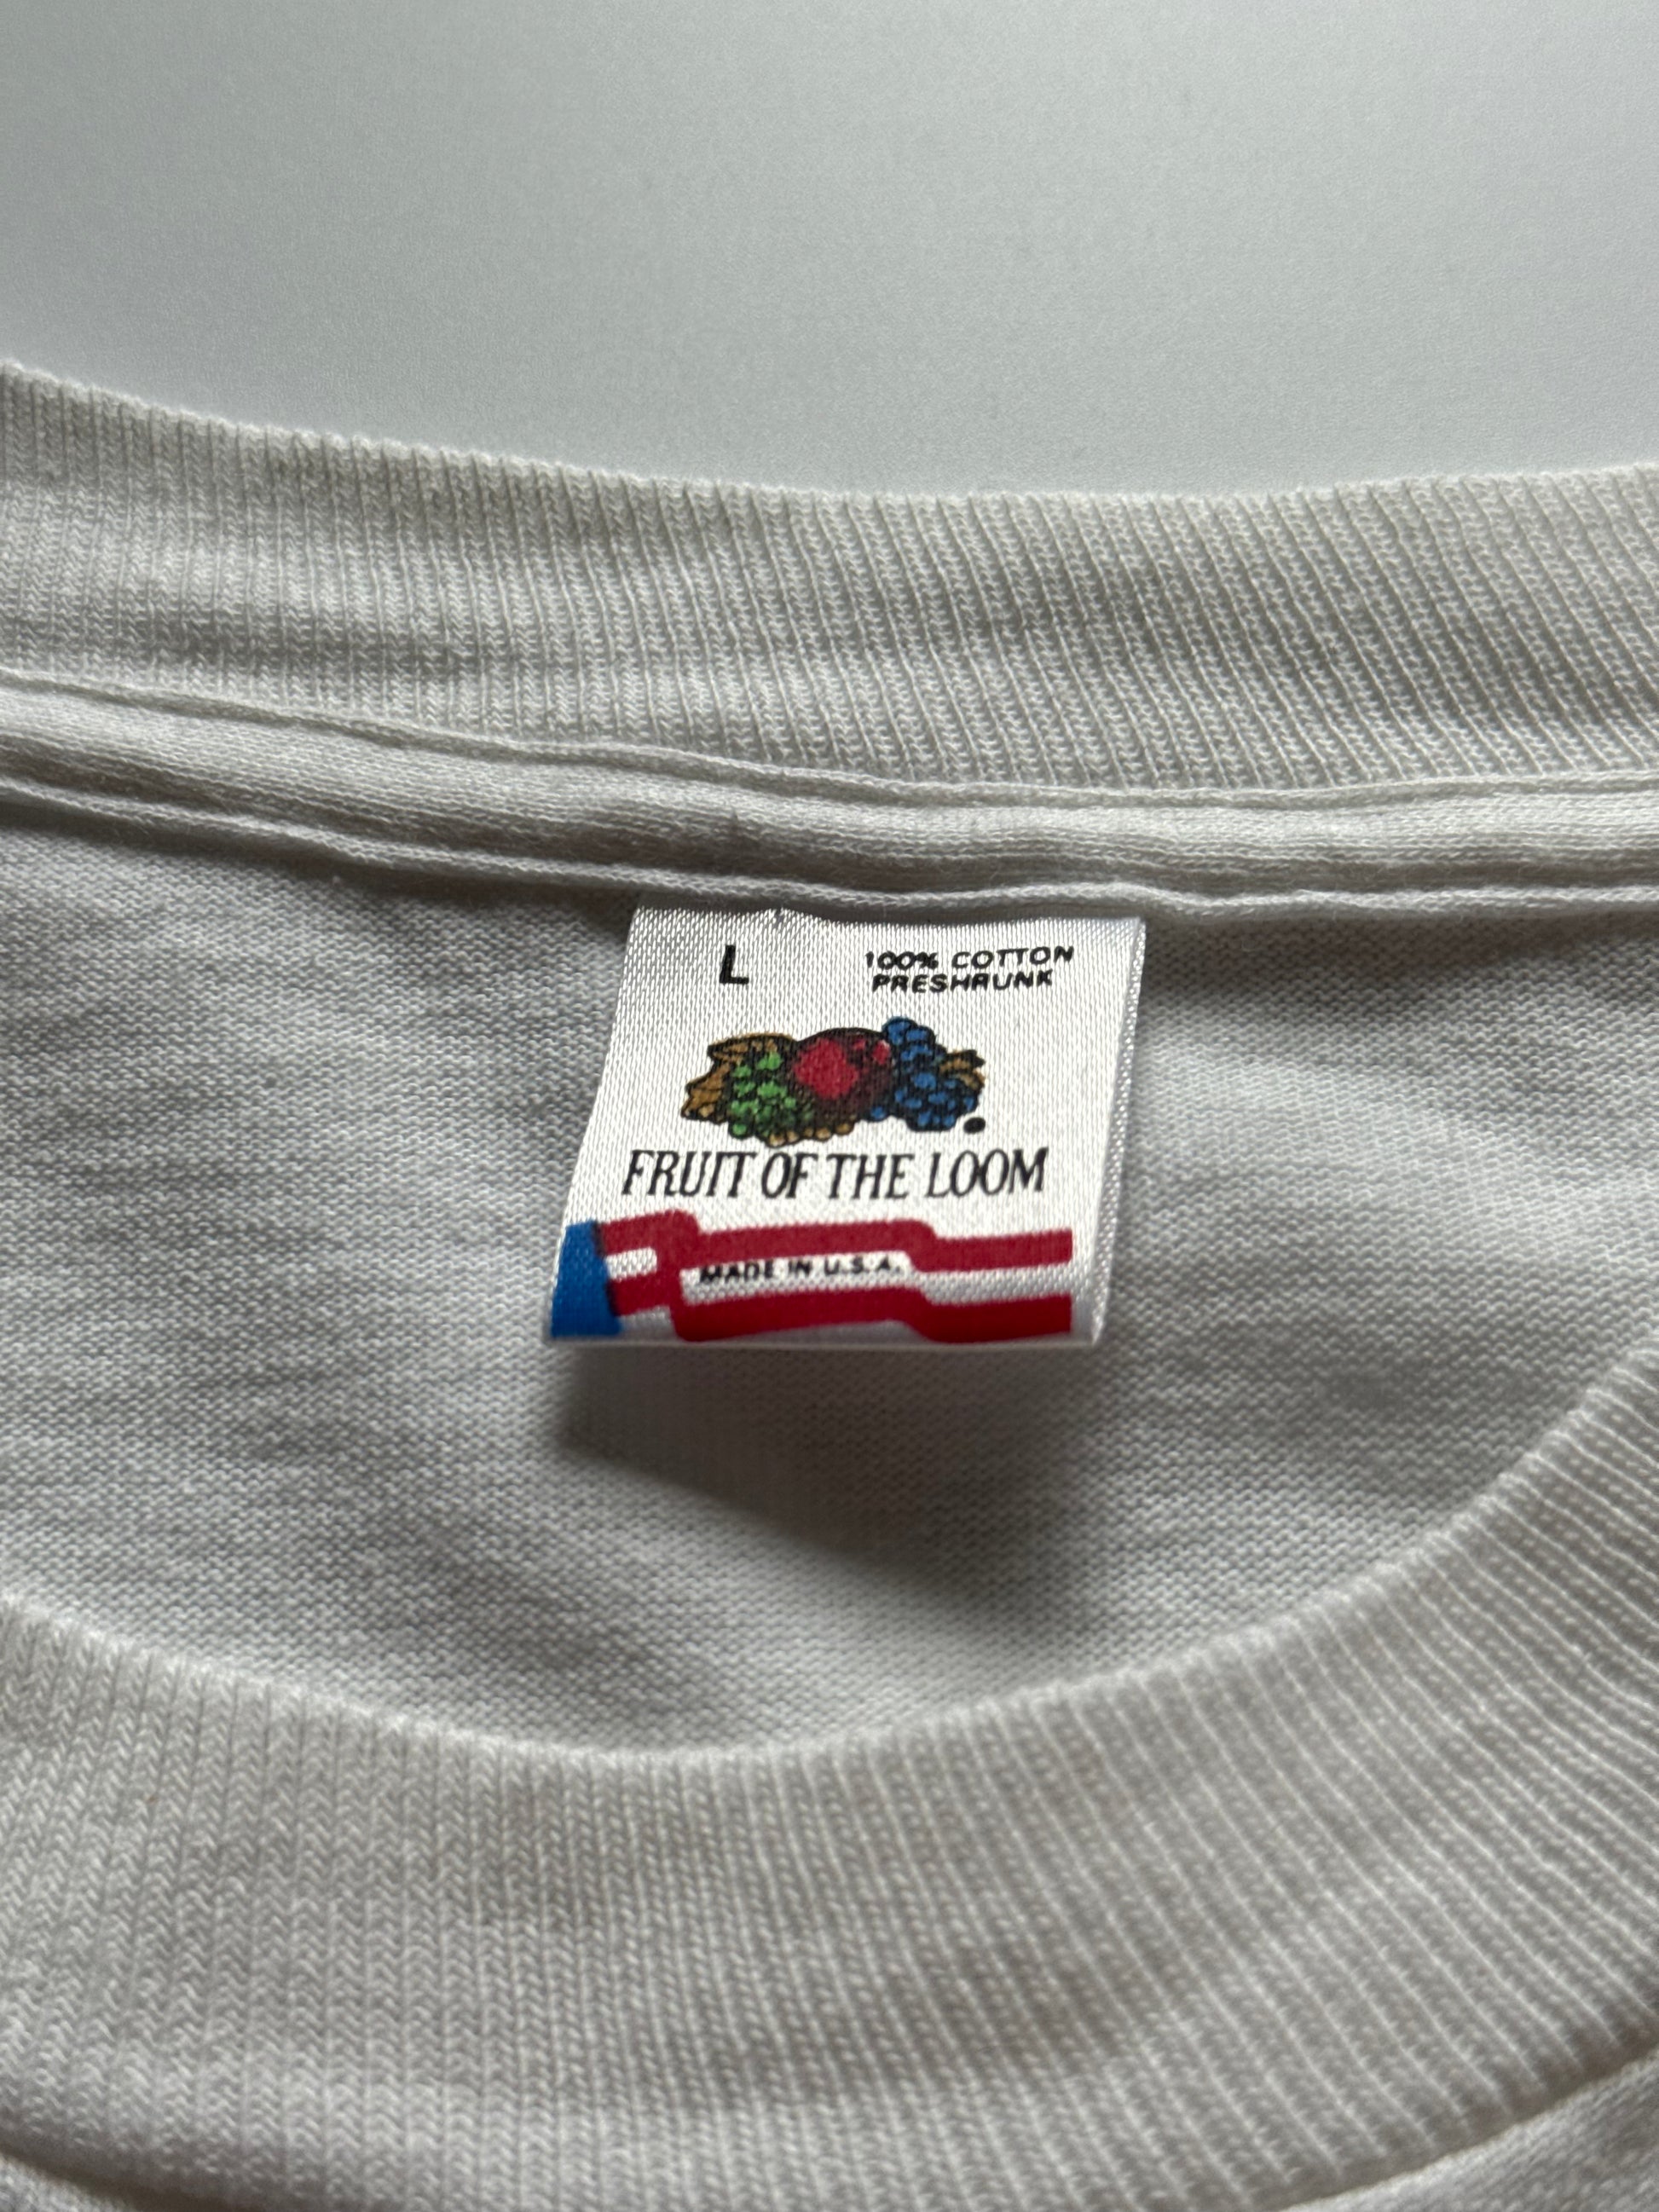 L
100% COTTON
PRESHRUNK
FRUIT OF THE LOOM
MADE IN U.S.A.